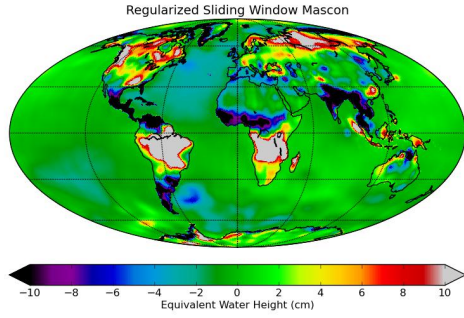 Regularized Sliding Window Mascon
−10 −8 −6 −4 −2 0 2 4 6 8 10
Equivalent Water Height (cm)